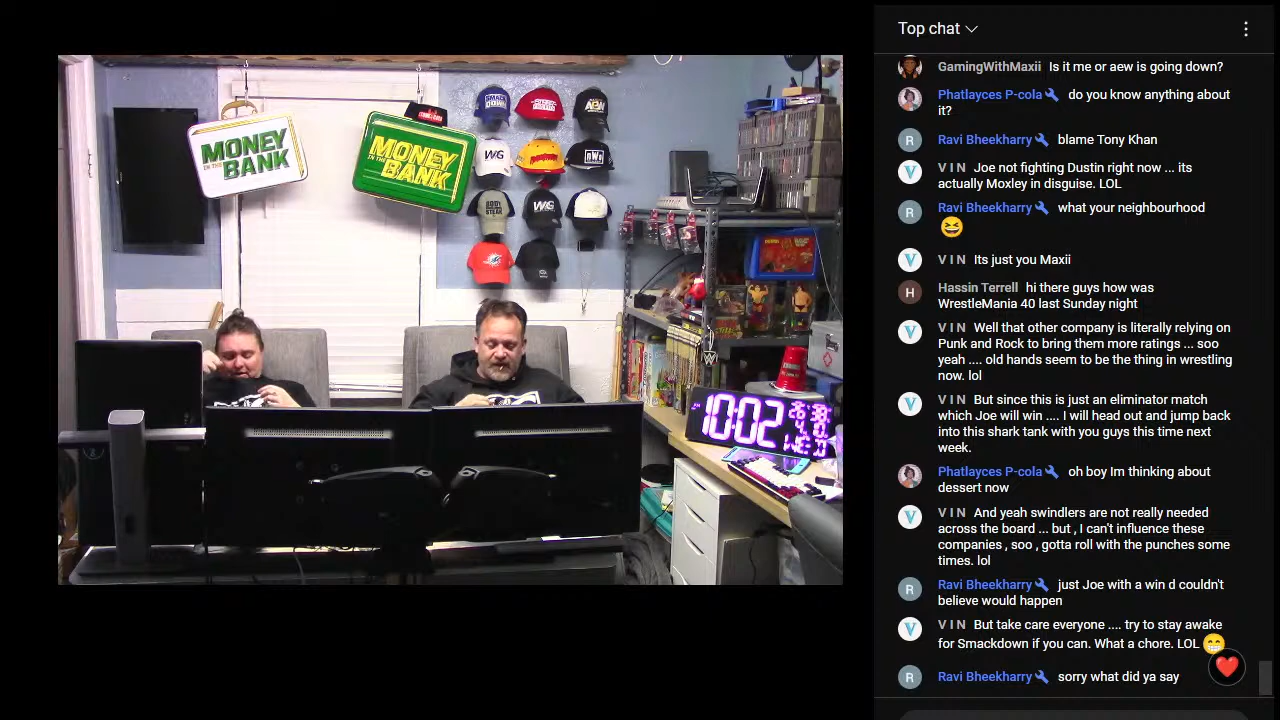 Top chat
GamingWithMaxii Is it me or aew is going down?
Phatlayces P-cola do you know anything about
it?
R
Ravi Bheekharry blame Tony Khan
V
V I N Joe not fighting Dustin right now ... its
actually Moxley in disguise. LOL
R
Ravi Bheekharry what your neighbourhood
😆
V
V I N Its just you Maxii
H
Hassin Terrell hi there guys how was
WrestleMania 40 last Sunday night
V
V I N Well that other company is literally relying on
Punk and Rock to bring them more ratings ... soo
yeah .... old hands seem to be the thing in wrestling
now. lol
V
V I N But since this is just an eliminator match
which Joe will win .... I will head out and jump back
into this shark tank with you guys this time next
week.
Phatlayces P-cola oh boy Im thinking about
dessert now
V
V I N And yeah swindlers are not really needed
across the board ... but , I can't influence these
companies , soo , gotta roll with the punches some
times. lol
R
Ravi Bheekharry just Joe with a win d couldn't
believe would happen
V
V I N But take care everyone .... try to stay awake
for Smackdown if you can. What a chore. LOL 😁
R
Ravi Bheekharry sorry what did ya say
MONEY
IN THE BANK
MONEY
IN THE BANK
AEW
WG
nWo
WG
10:02